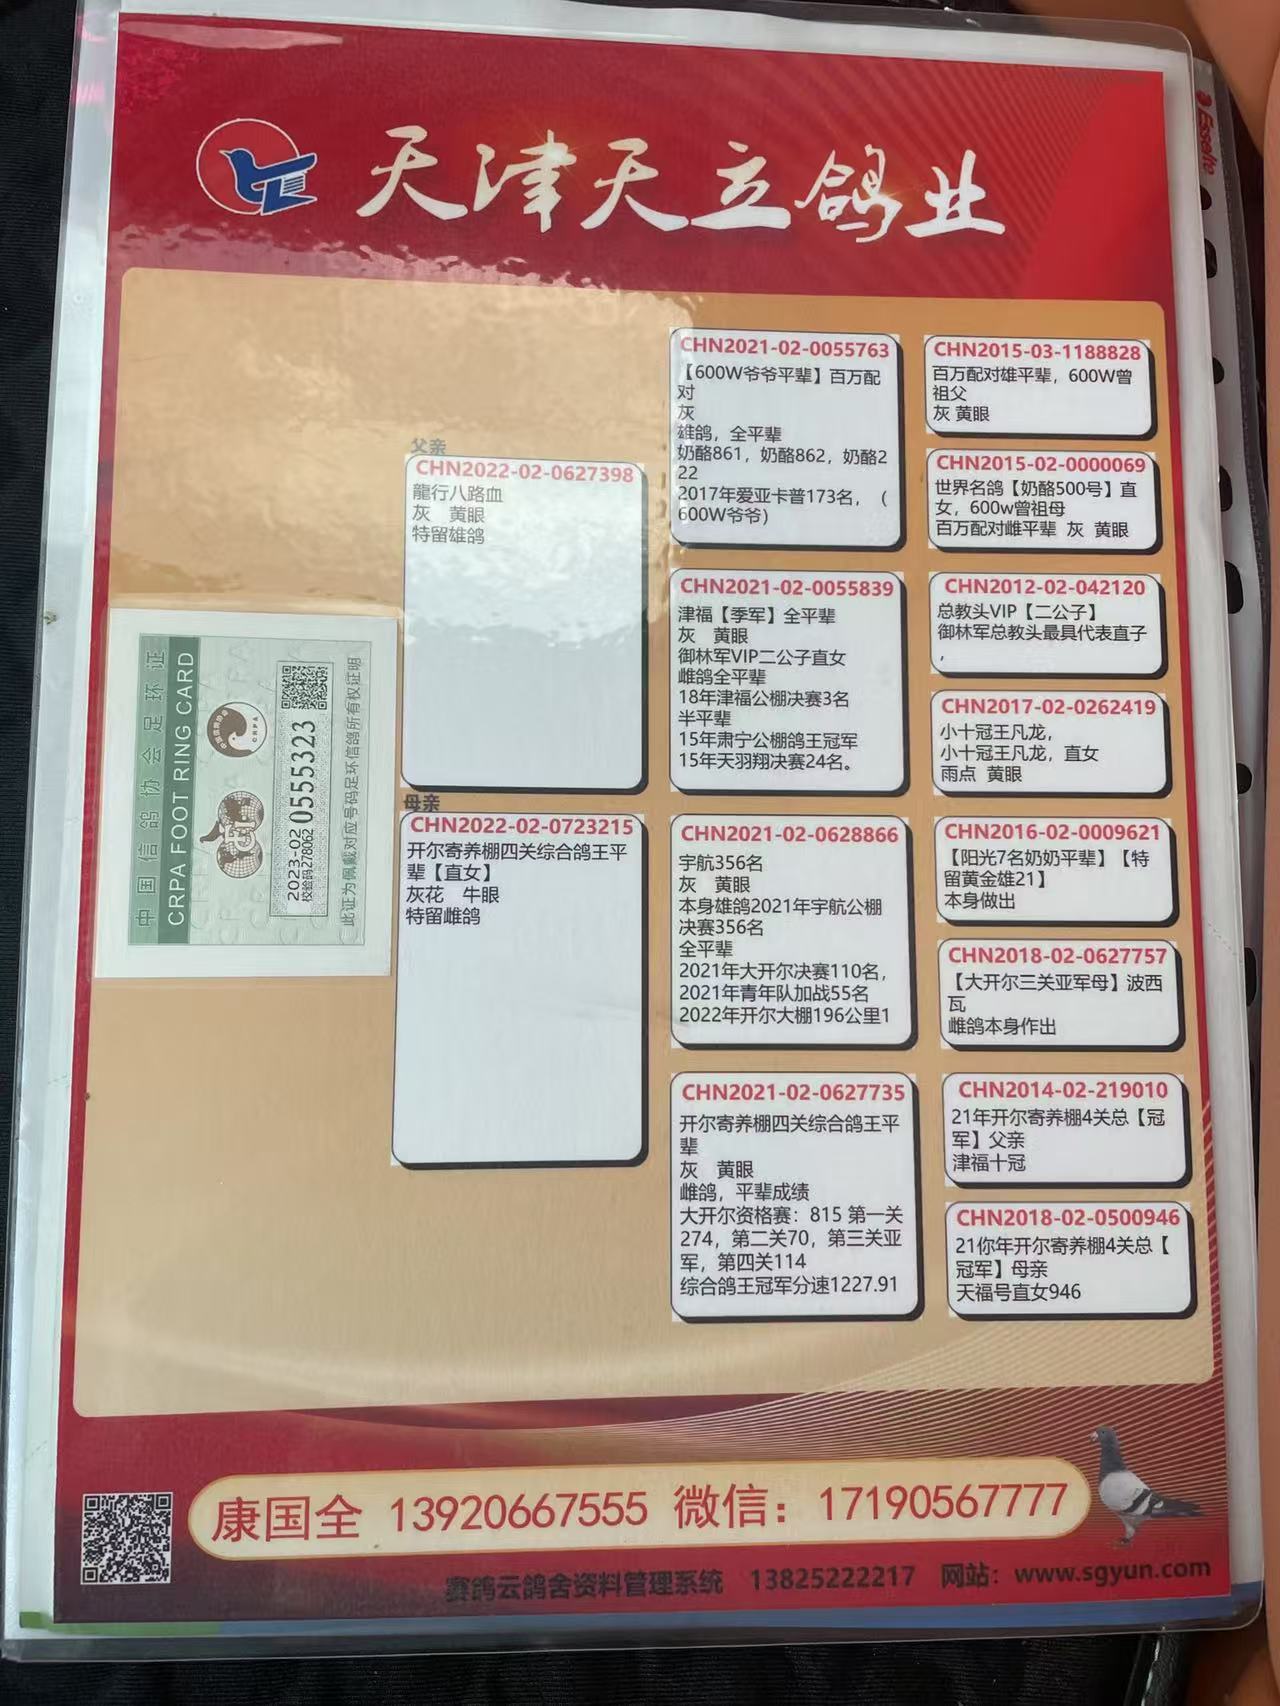 天津天立鸽业
父亲
CHN2022-02-0627398
龍行八路血
灰 黄眼
特留雄鸽
母亲
CHN2022-02-0723215
开尔寄养棚四关综合鸽王平
辈【直女】
灰花 牛眼
特留雌鸽
CHN2021-02-0055763
【600W爷爷平辈】百万配
对
灰
雄鸽，全平辈
奶酪861，奶酪862，奶酪2
22
2017年爱亚卡普173名，（
600W爷爷）
CHN2021-02-0055839
津福【季军】全平辈
灰 黄眼
御林军VIP二公子直女
雌鸽全平辈
18年津福公棚决赛3名
半平辈
15年肃宁公棚鸽王冠军
15年天羽翔决赛24名。
CHN2021-02-0628866
宇航356名
灰 黄眼
本身雄鸽2021年宇航公棚
决赛356名
全平辈
2021年大开尔决赛110名，
2021年青年队加战55名
2022年开尔大棚196公里1
CHN2021-02-0627735
开尔寄养棚四关综合鸽王平
辈
灰 黄眼
雌鸽，平辈成绩
大开尔资格赛：815 第一关
274，第二关70，第三关亚
军，第四关114
综合鸽王冠军分速1227.91
CHN2015-03-1188828
百万配对雄平辈，600W曾
祖父
灰 黄眼
CHN2015-02-0000069
世界名鸽【奶酪500号】直
女，600w曾祖母
百万配对雌平辈 灰 黄眼
CHN2012-02-042120
总教头VIP【二公子】
御林军总教头最具代表直子
，
CHN2017-02-0262419
小十冠王凡龙，
小十冠王凡龙，直女
雨点 黄眼
CHN2016-02-0009621
【阳光7名奶奶平辈】【特
留黄金雄21】
本身做出
CHN2018-02-0627757
【大开尔三关亚军母】波西
瓦
雌鸽本身作出
CHN2014-02-219010
21年开尔寄养棚4关总【冠
军】父亲
津福十冠
CHN2018-02-0500946
21你年开尔寄养棚4关总【
冠军】母亲
天福号直女946
中国信鸽协会足环证
CRPA FOOT RING CARD
CRPA
2023-02 0555323
校验码278062
此证为佩戴对应号码足环信鸽所有权证明
康国全 13920667555 微信：17190567777
赛鸽云鸽舍资料管理系统 13825222217 网站：www.sgyun.com
Esselte